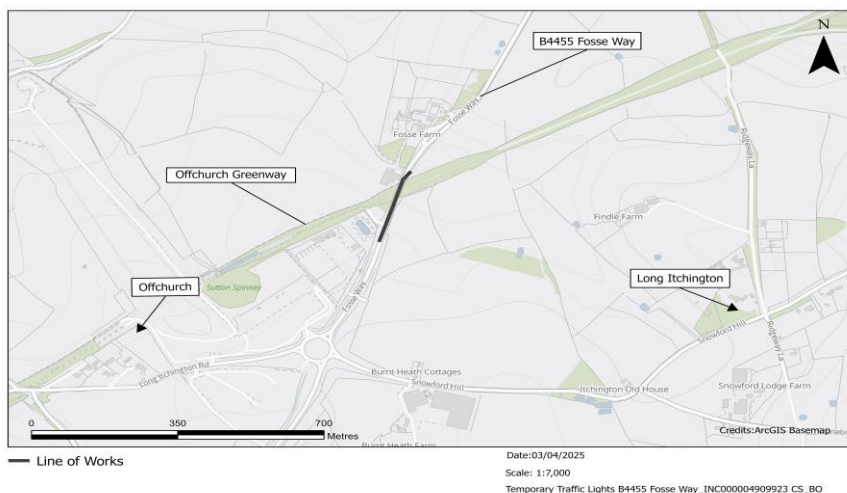 N
B4455 Fosse Way
Fosse Way
Fosse Farm
Ridgeway La
Offchurch Greenway
Findle Farm
Sutton Spinney
Offchurch
Long Itchington
Fosse Way
Snowford Hill
Ridgeway La
Long Itchington Rd
Burnt Heath Cottages
Snowford Hill
Itchington Old House
Snowford Lodge Farm
0 350 700
Metres
Burnt Heath Farm
Credits:ArcGIS Basemap
Line of Works
Date:03/04/2025
Scale: 1:7,000
Temporary Traffic Lights B4455 Fosse Way_INC000004909923 CS_BO